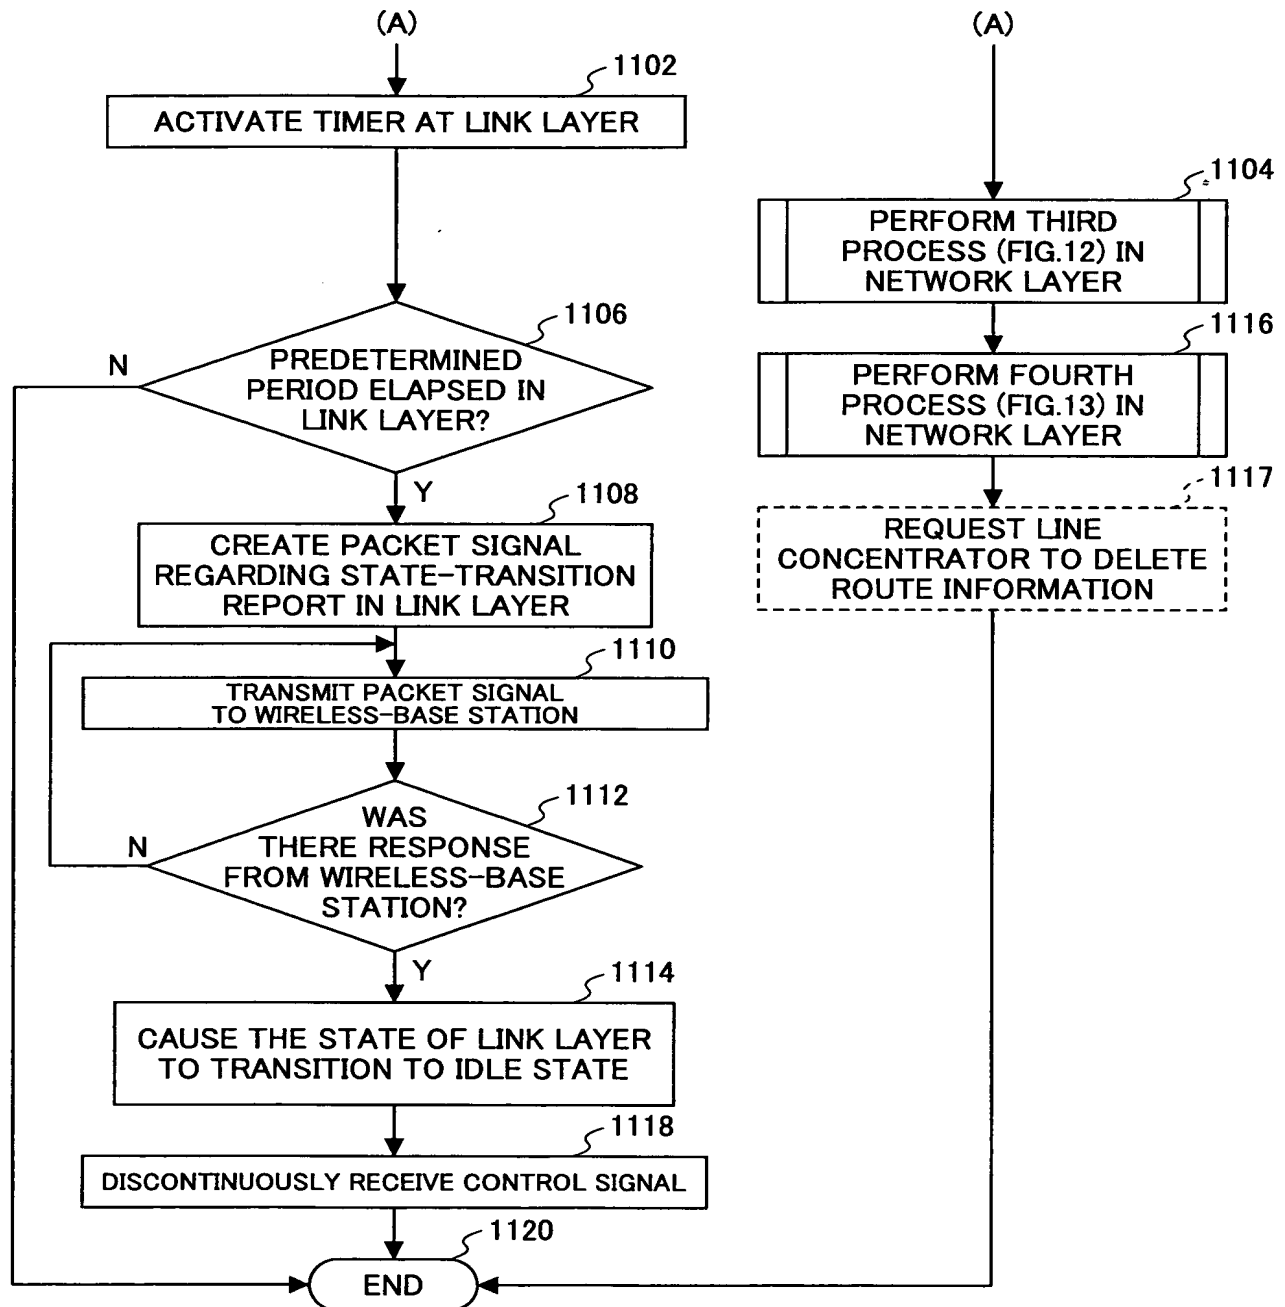 (A)
1102
ACTIVATE TIMER AT LINK LAYER
1106
PREDETERMINED
PERIOD ELAPSED IN
LINK LAYER?
N
Y
1108
CREATE PACKET SIGNAL
REGARDING STATE-TRANSITION
REPORT IN LINK LAYER
1110
TRANSMIT PACKET SIGNAL
TO WIRELESS-BASE STATION
1112
WAS
THERE RESPONSE
FROM WIRELESS-BASE
STATION?
N
Y
1114
CAUSE THE STATE OF LINK LAYER
TO TRANSITION TO IDLE STATE
1118
DISCONTINUOUSLY RECEIVE CONTROL SIGNAL
1120
END
(A)
1104
PERFORM THIRD
PROCESS (FIG.12) IN
NETWORK LAYER
1116
PERFORM FOURTH
PROCESS (FIG.13) IN
NETWORK LAYER
1117
REQUEST LINE
CONCENTRATOR TO DELETE
ROUTE INFORMATION